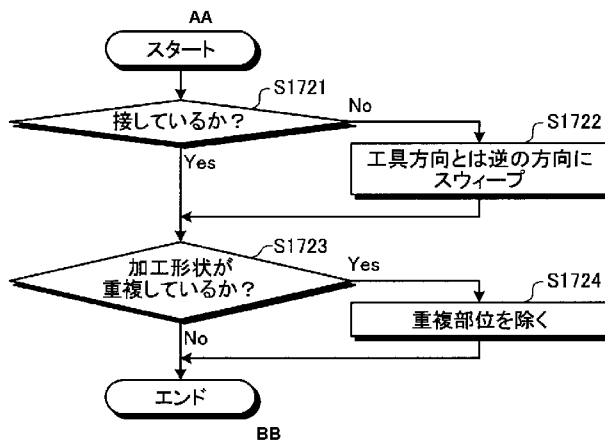 AA
スタート
S1721
接しているか？
No
Yes
S1722
工具方向とは逆の方向に
スウィープ
S1723
加工形状が
重複しているか？
Yes
No
S1724
重複部位を除く
エンド
BB